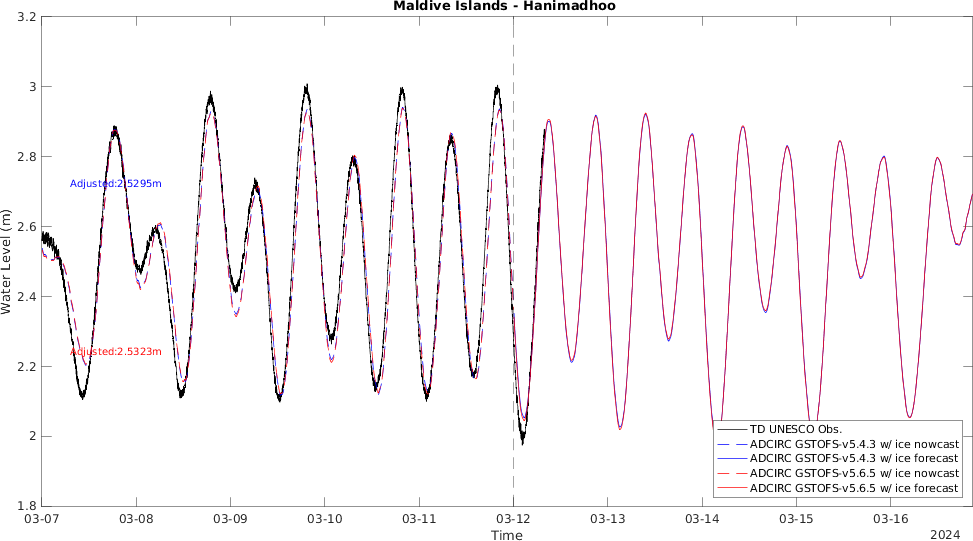 Maldive Islands - Hanimadhoo
3.2
3
2.8
2.6
2.4
2.2
2
1.8
Water Level (m)
Adjusted:2.5295m
Adjusted:2.5323m
TD UNESCO Obs.
ADCIRC GSTOFS-v5.4.3 w/ ice nowcast
ADCIRC GSTOFS-v5.4.3 w/ ice forecast
ADCIRC GSTOFS-v5.6.5 w/ ice nowcast
ADCIRC GSTOFS-v5.6.5 w/ ice forecast
03-07 03-08 03-09 03-10 03-11 03-12 03-13 03-14 03-15 03-16
Time
2024